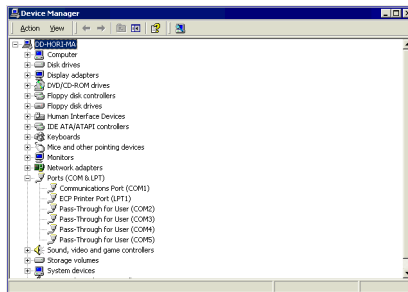 Device Manager
Action View
DD-HORI-MA
Computer
Disk drives
Display adapters
DVD/CD-ROM drives
Floppy disk controllers
Floppy disk drives
Human Interface Devices
IDE ATA/ATAPI controllers
Keyboards
Mice and other pointing devices
Monitors
Network adapters
Ports (COM & LPT)
Communications Port (COM1)
ECP Printer Port (LPT1)
Pass-Through for User (COM2)
Pass-Through for User (COM3)
Pass-Through for User (COM4)
Pass-Through for User (COM5)
Sound, video and game controllers
Storage volumes
System devices